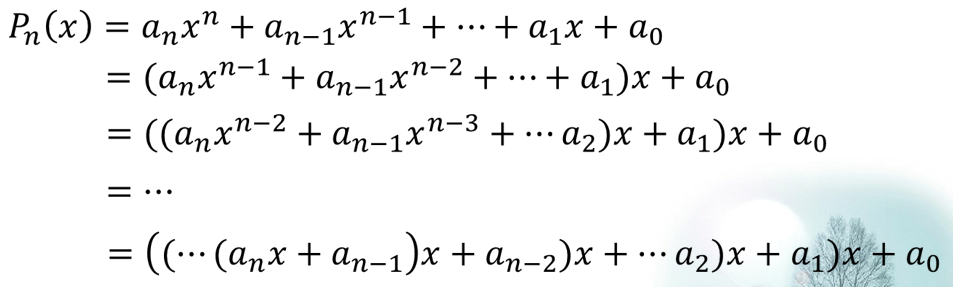 Pₙ(x) = aₙxⁿ + aₙ₋₁xⁿ⁻¹ + ⋯ + a₁x + a₀
= (aₙxⁿ⁻¹ + aₙ₋₁xⁿ⁻² + ⋯ + a₁)x + a₀
= ((aₙxⁿ⁻² + aₙ₋₁xⁿ⁻³ + ⋯ a₂)x + a₁)x + a₀
= ⋯
= ((⋯ (aₙx + aₙ₋₁)x + aₙ₋₂)x + ⋯ a₂)x + a₁)x + a₀